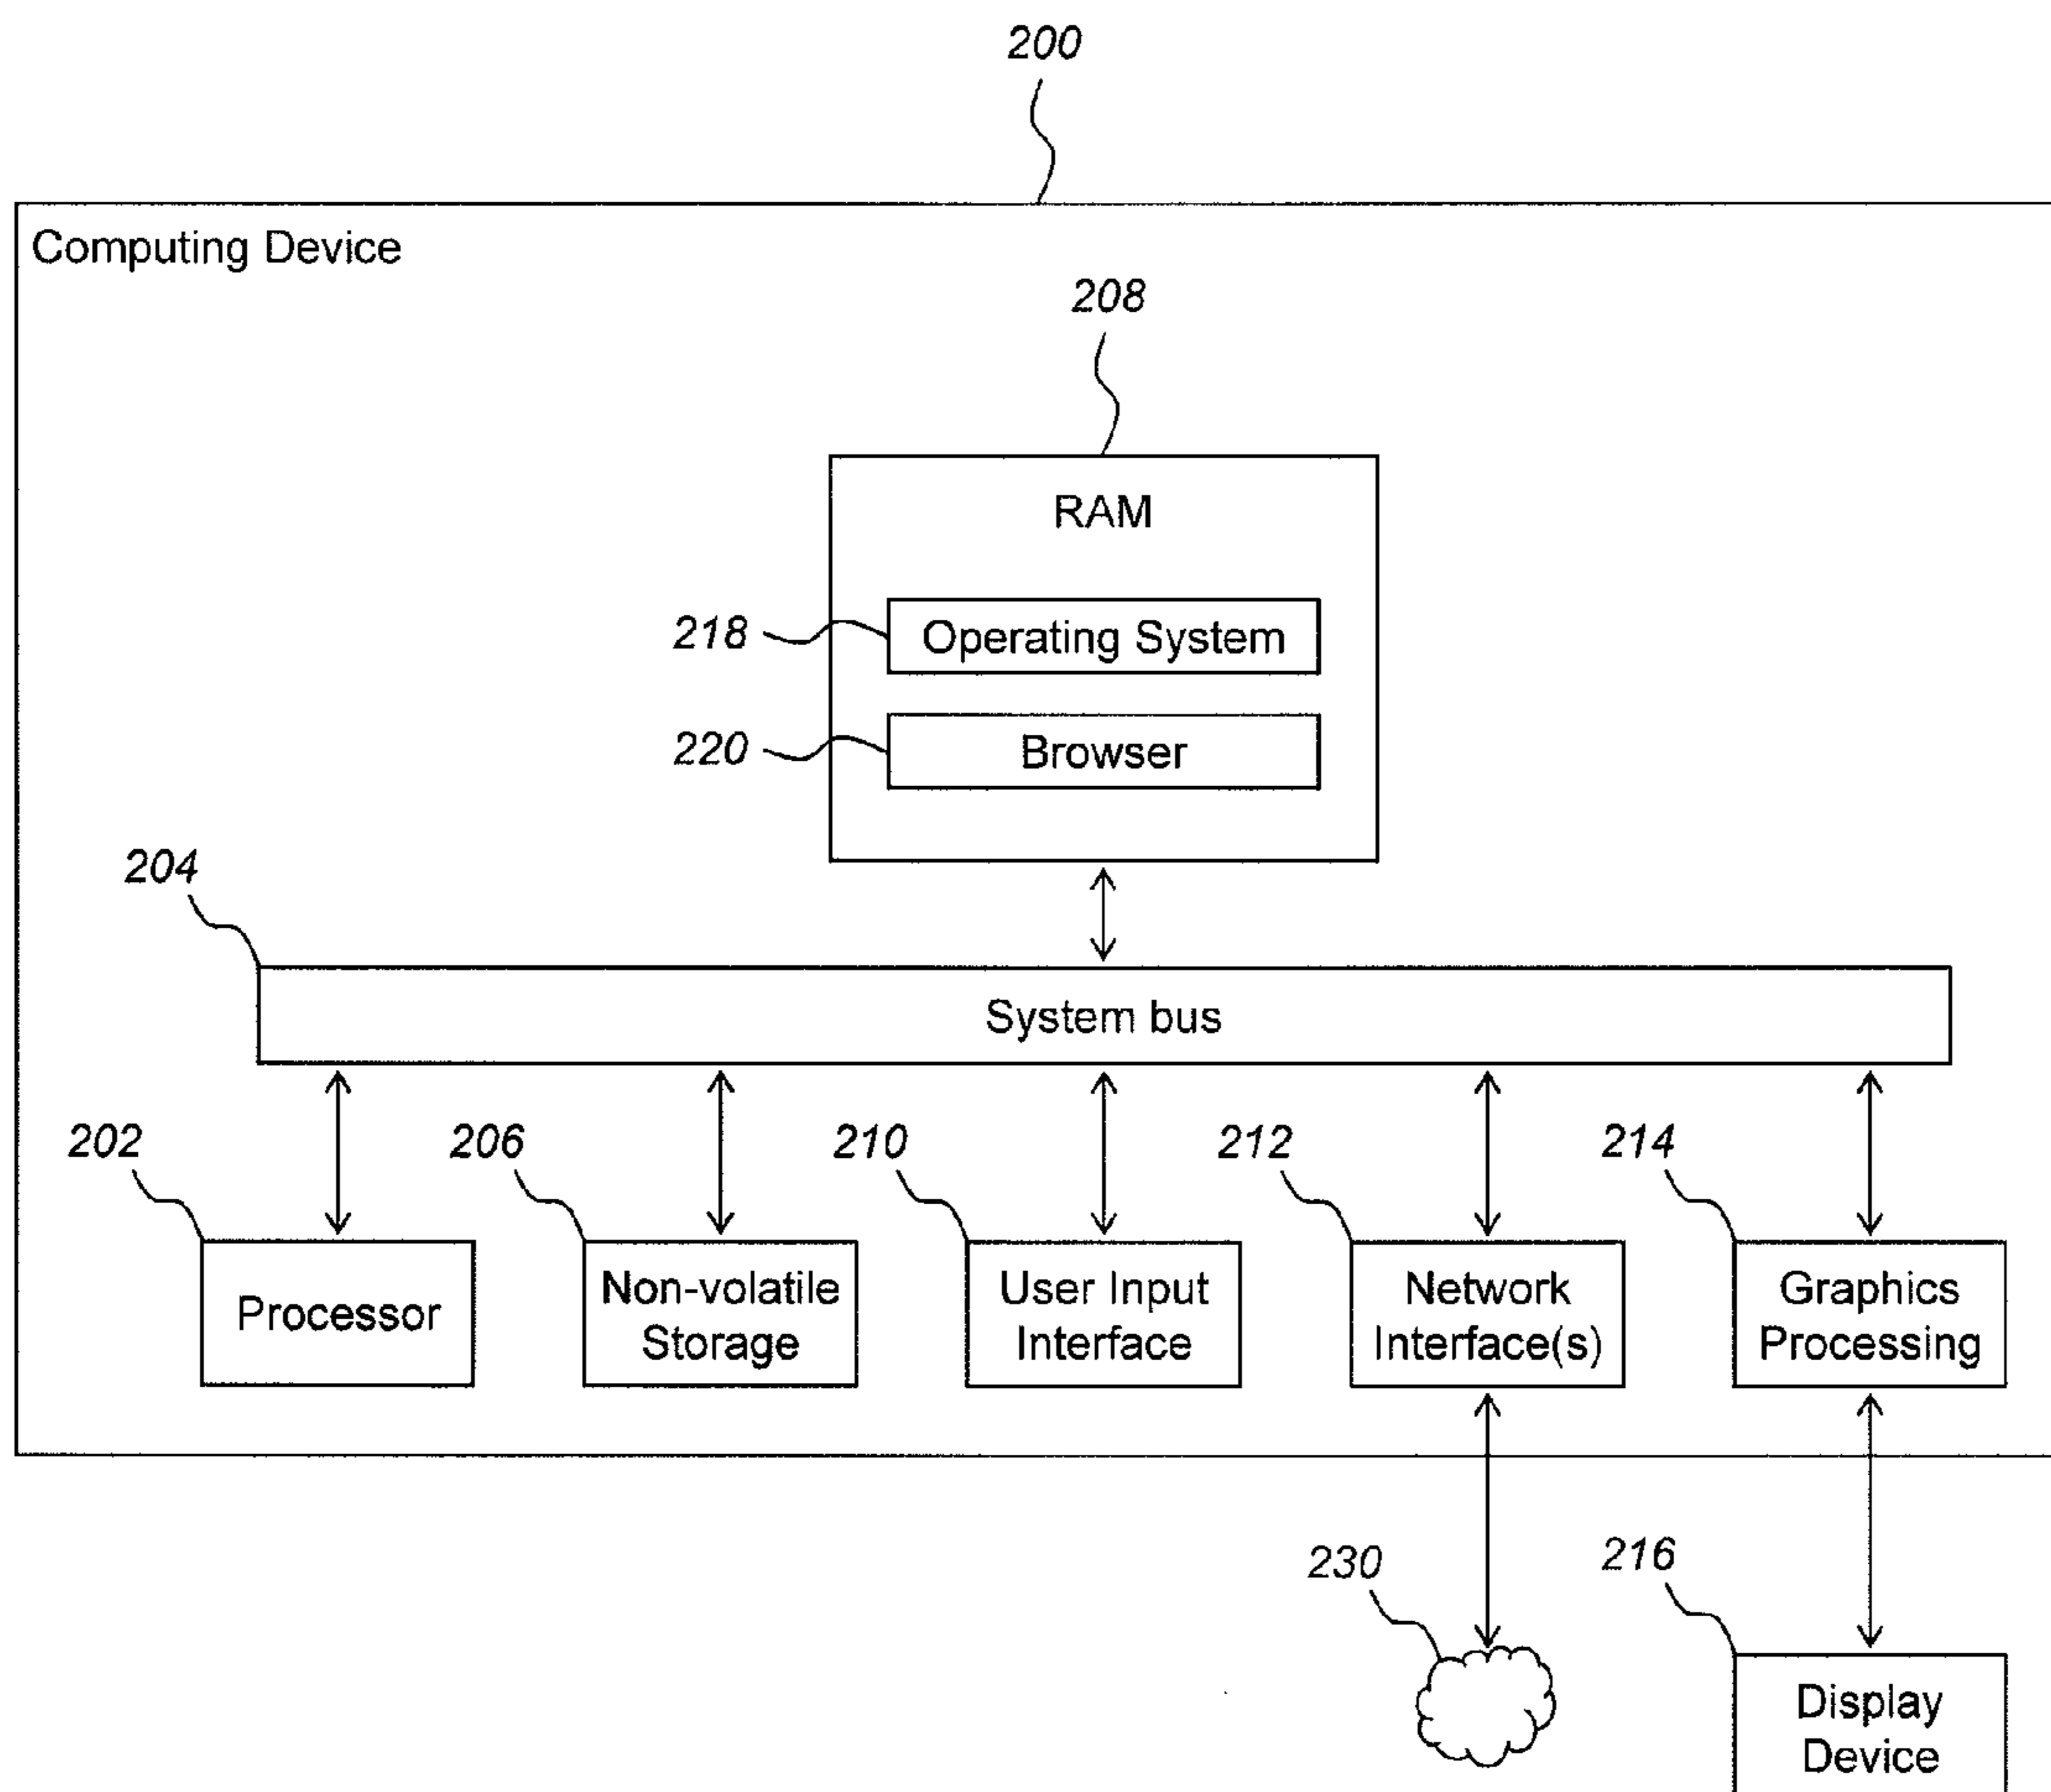 200
Computing Device
208
RAM
218
Operating System
220
Browser
204
System bus
202
206
210
212
214
Processor
Non-volatile
Storage
User Input
Interface
Network
Interface(s)
Graphics
Processing
230
216
Display
Device